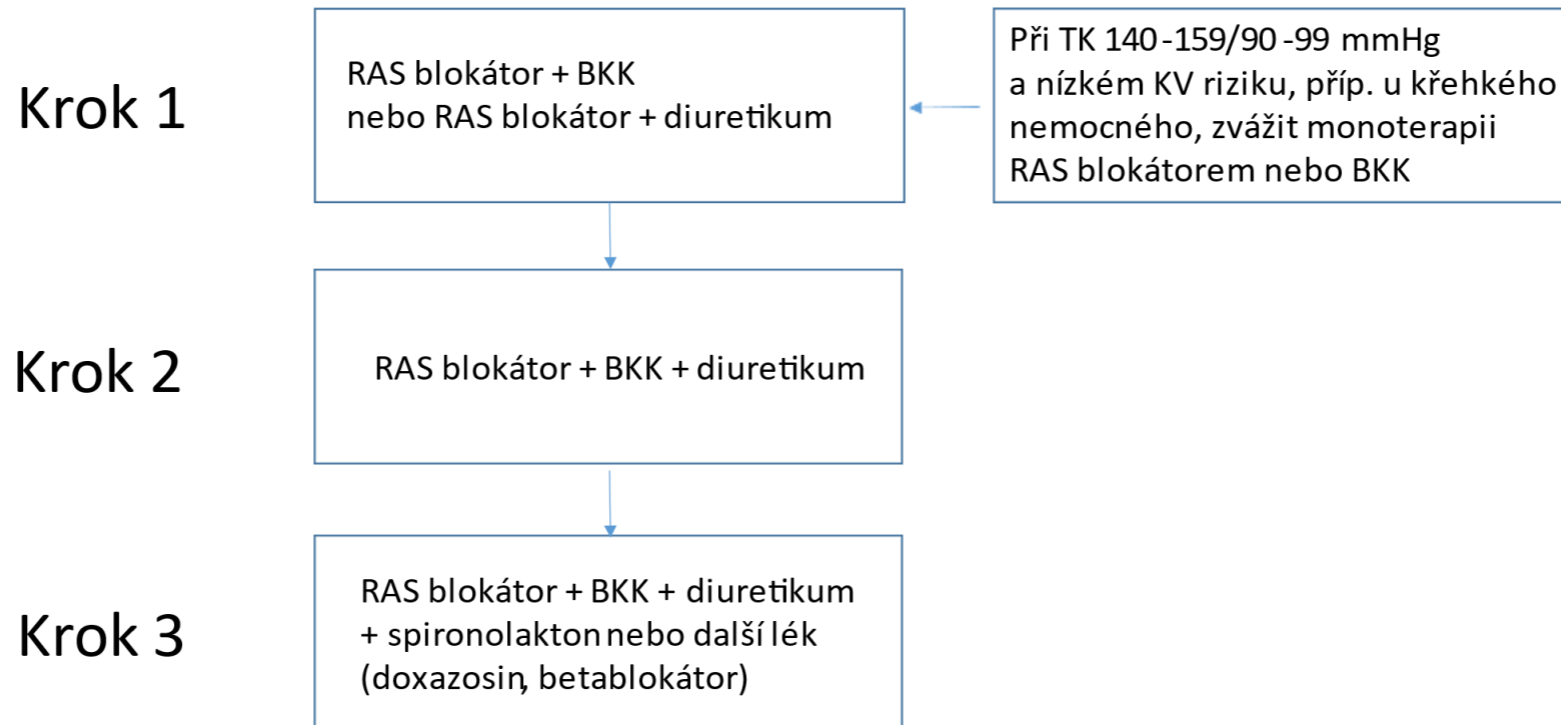 Krok 1
RAS blokátor + BKK
nebo RAS blokátor + diuretikum
Při TK 140-159/90-99 mmHg
a nízkém KV riziku, příp. u křehkého
nemocného, zvážit monoterapii
RAS blokátorem nebo BKK
Krok 2
RAS blokátor + BKK + diuretikum
Krok 3
RAS blokátor + BKK + diuretikum
+ spironolakton nebo další lék
(doxazosin, betablokátor)